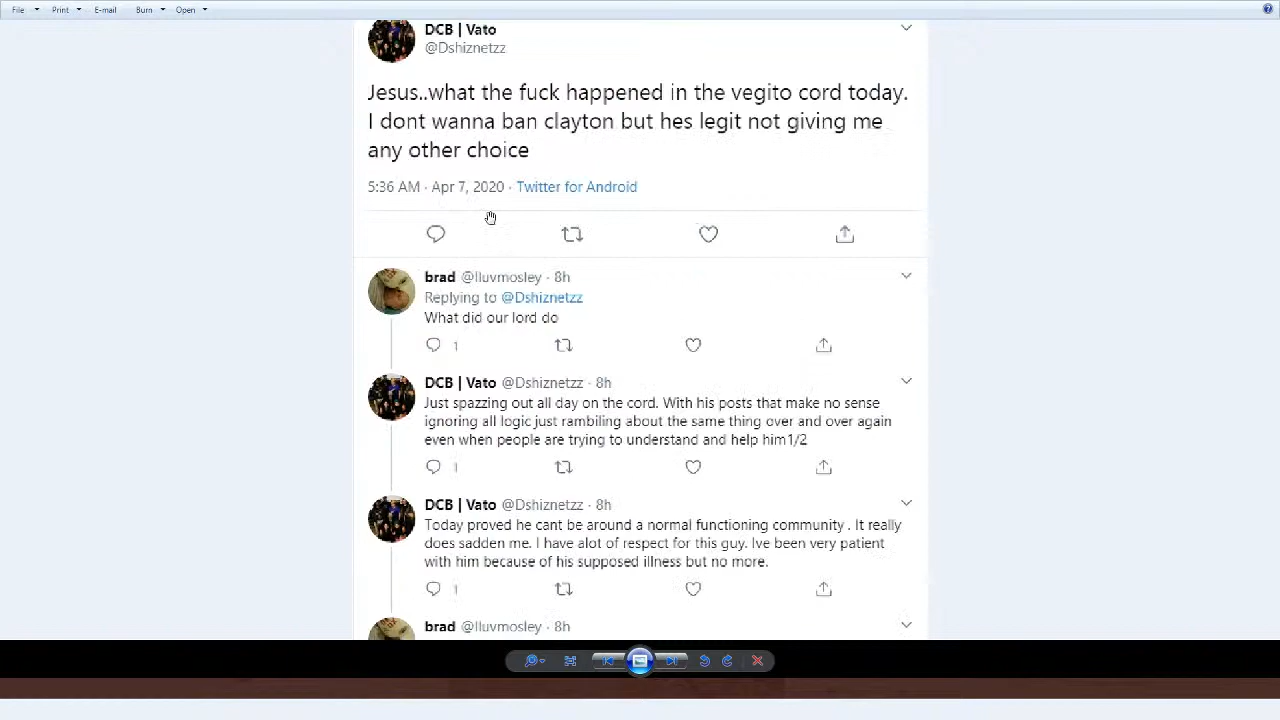 File Print E-mail Burn Open
DCB | Vato
@Dshiznetzz
Jesus..what the fuck happened in the vegito cord today.
I dont wanna ban clayton but hes legit not giving me
any other choice
5:36 AM · Apr 7, 2020 · Twitter for Android
brad @lluvmosley · 8h
Replying to @Dshiznetzz
What did our lord do
1
DCB | Vato @Dshiznetzz · 8h
Just spazzing out all day on the cord. With his posts that make no sense
ignoring all logic just rambiling about the same thing over and over again
even when people are trying to understand and help him1/2
1
DCB | Vato @Dshiznetzz · 8h
Today proved he cant be around a normal functioning community . It really
does sadden me. I have alot of respect for this guy. Ive been very patient
with him because of his supposed illness but no more.
1
brad @lluvmosley · 8h